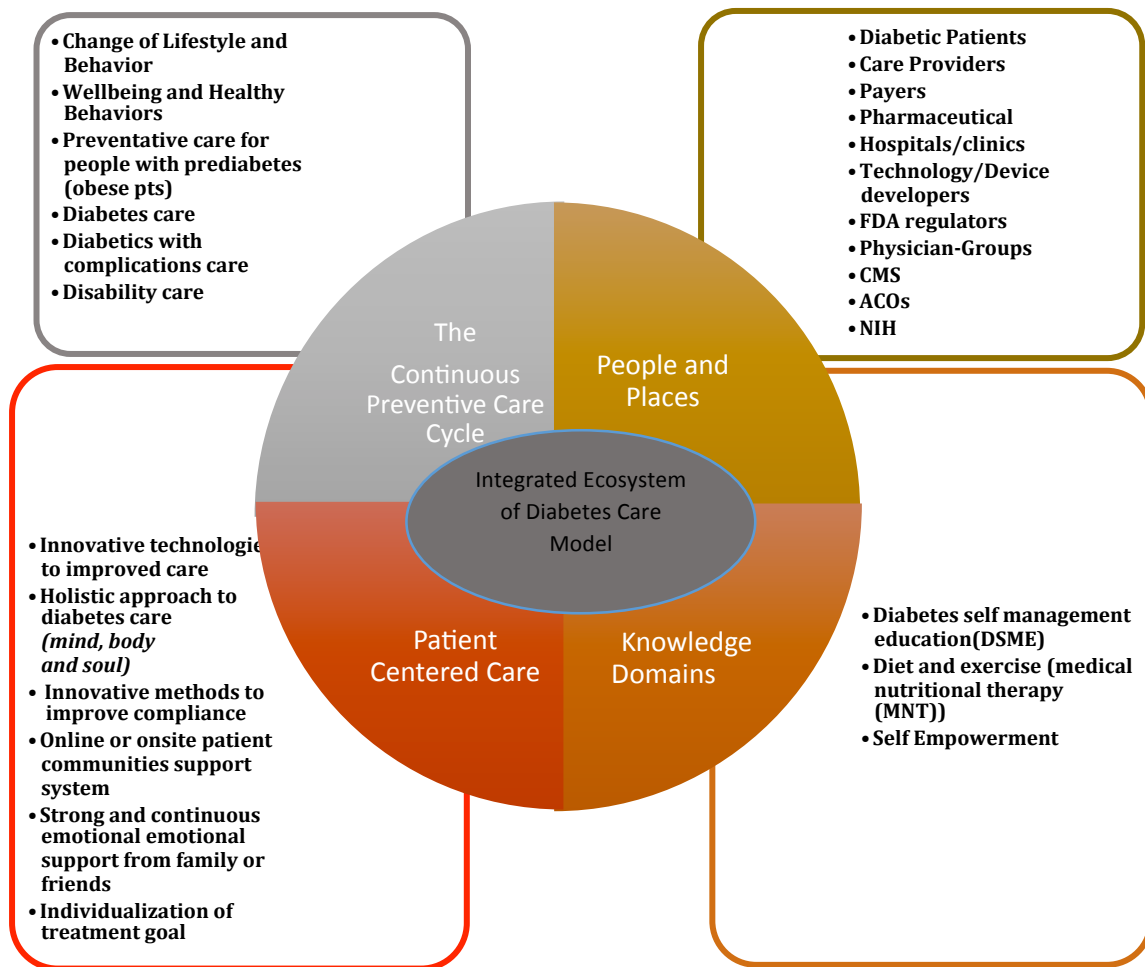 • Change of Lifestyle and
Behavior
• Wellbeing and Healthy
Behaviors
• Preventative care for
people with prediabetes
(obese pts)
• Diabetes care
• Diabetics with
complications care
• Disability care
• Diabetic Patients
• Care Providers
• Payers
• Pharmaceutical
• Hospitals/clinics
• Technology/Device
developers
• FDA regulators
• Physician-Groups
• CMS
• ACOs
• NIH
The
Continuous
Preventive Care
Cycle
People and
Places
Integrated Ecosystem
of Diabetes Care
Model
Patient
Centered Care
Knowledge
Domains
• Innovative technologie
to improved care
• Holistic approach to
diabetes care
(mind, body
and soul)
• Innovative methods to
improve compliance
• Online or onsite patient
communities support
system
• Strong and continuous
emotional emotional
support from family or
friends
• Individualization of
treatment goal
• Diabetes self management
education(DSME)
• Diet and exercise (medical
nutritional therapy
(MNT))
• Self Empowerment